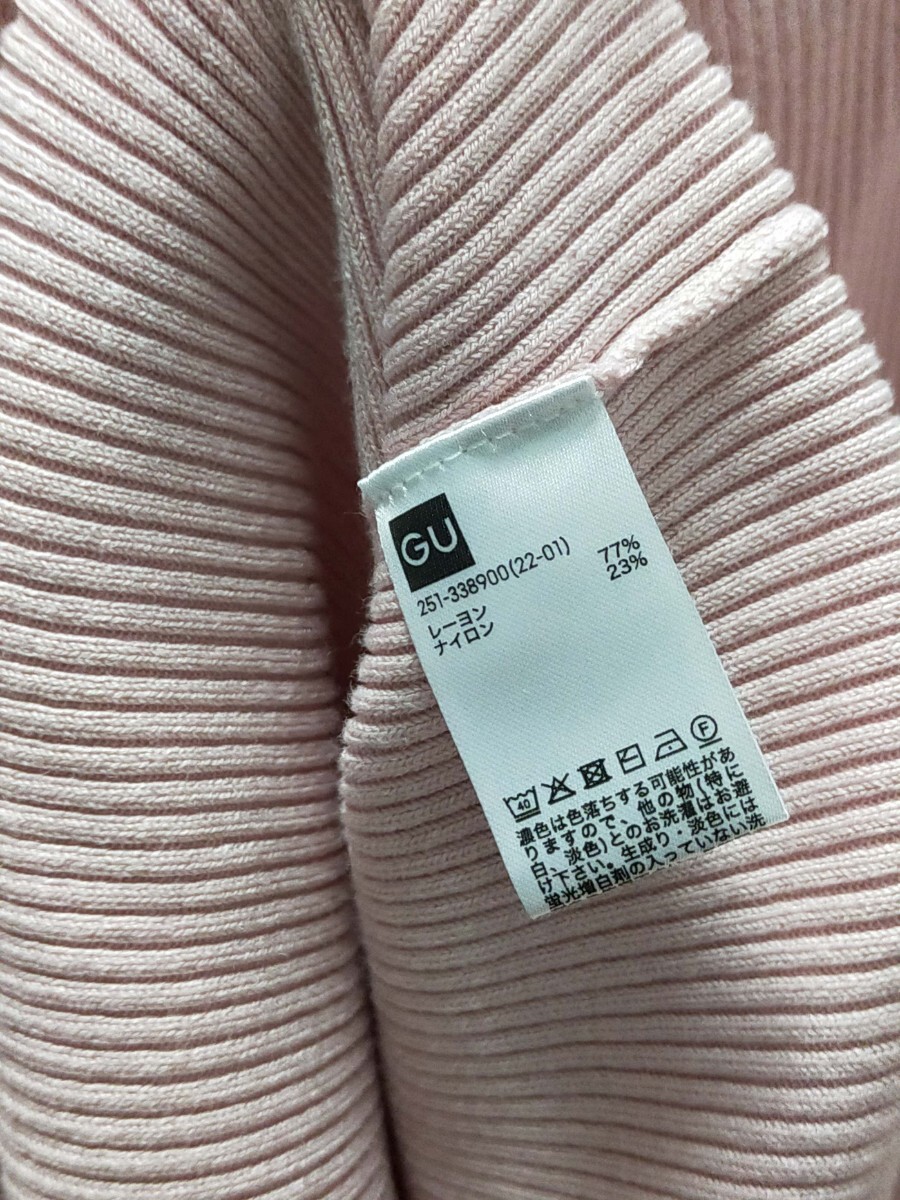 GU
251-338900(22-01)
レーヨン 77%
ナイロン 23%
40
F
濃色は色落ちする可能性があ
りますので、他の物(特に
白、淡色)とのお洗濯はお避
け下さい。生成り・淡色には
蛍光増白剤の入っていない洗